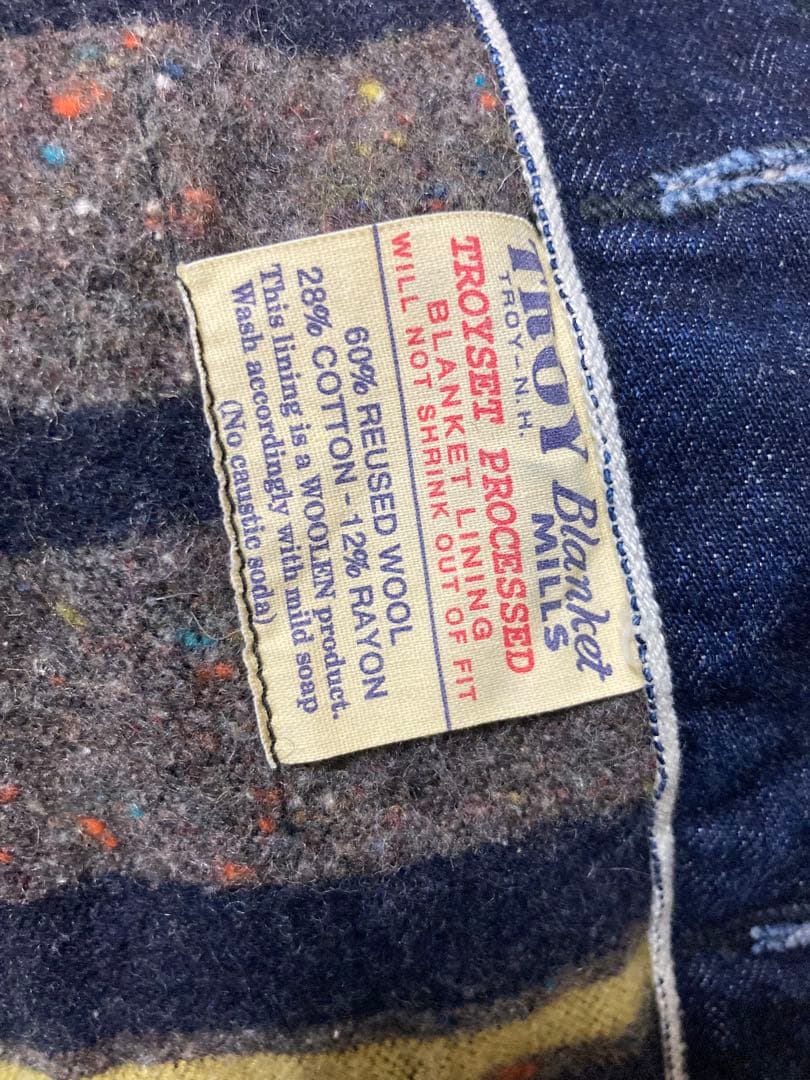 TROY Blanket
MILLS
TROY-N.H.
TROYSET PROCESSED
BLANKET LINING
WILL NOT SHRINK OUT OF FIT
60% REUSED WOOL
28% COTTON-12% RAYON
This lining is a WOOLEN product.
Wash accordingly with mild soap
(No caustic soda)